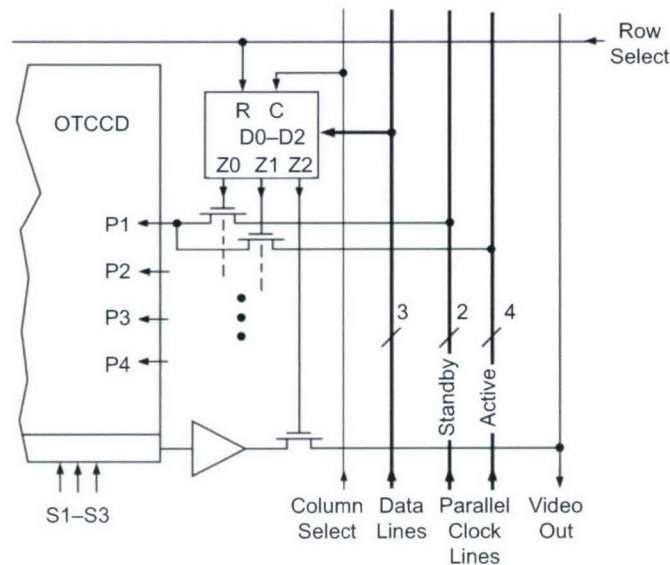 Row
Select
OTCCD
R C
D0–D2
Z0 Z1 Z2
P1
P2
P3
P4
3 2 4
Standby
Active
S1–S3
Column
Select
Data
Lines
Parallel
Clock
Lines
Video
Out